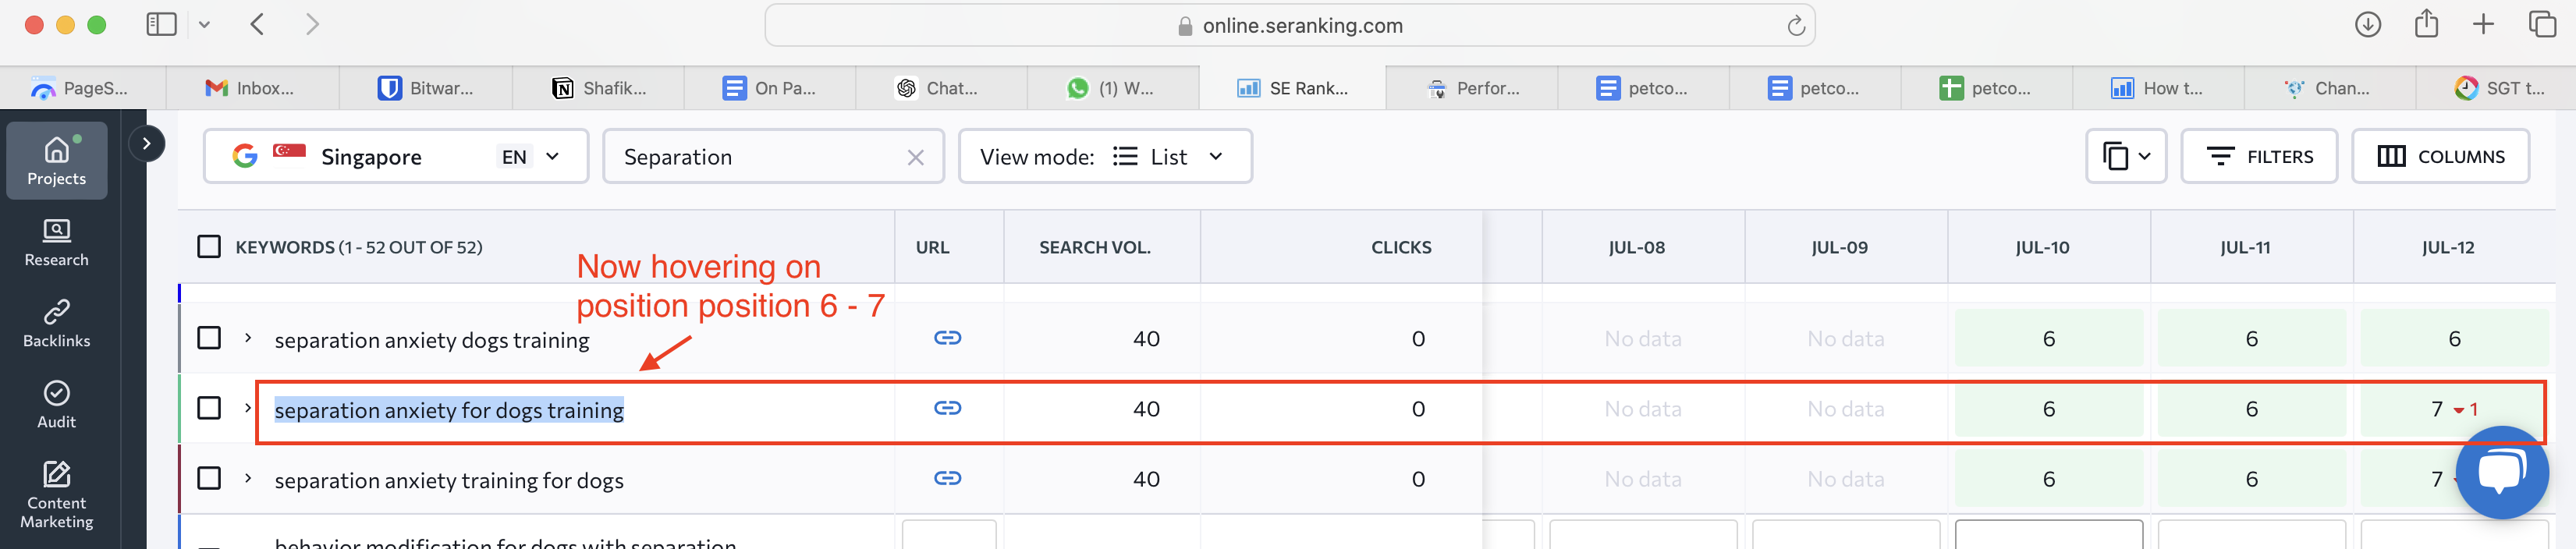 online.seranking.com
PageS...
Inbox...
Bitwar...
Shafik...
On Pa...
Chat...
(1) W...
SE Rank...
Perfor...
petco...
petco...
petco...
How t...
Chan...
SGT t...
Projects
Research
Backlinks
Audit
Content
Marketing
Singapore EN
Separation
View mode: List
FILTERS
COLUMNS
KEYWORDS (1 - 52 OUT OF 52) URL SEARCH VOL. CLICKS JUL-08 JUL-09 JUL-10 JUL-11 JUL-12
Now hovering on
position position 6 - 7
separation anxiety dogs training 40 0 No data No data 6 6 6
separation anxiety for dogs training 40 0 No data No data 6 6 7 1
separation anxiety training for dogs 40 0 No data No data 6 6 7
behavior modification for dogs with separation